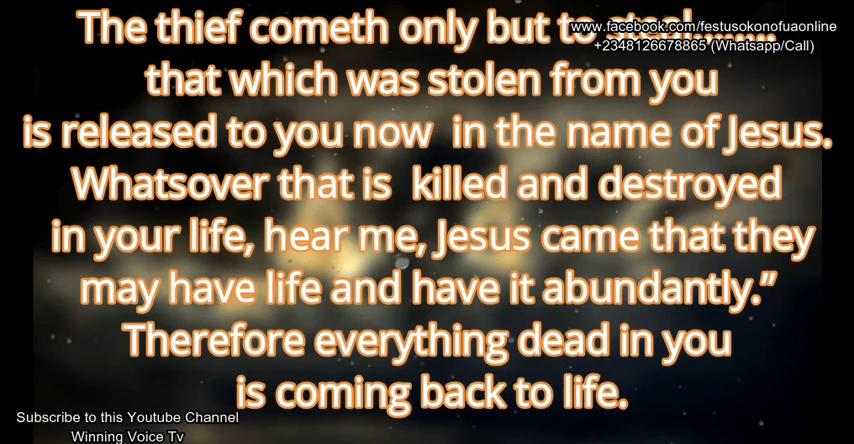 The thief cometh only but to steal........
www.facebook.com/festusokonofuaonline
+2348126678865 (Whatsapp/Call)
that which was stolen from you
is released to you now in the name of Jesus.
Whatsover that is killed and destroyed
in your life, hear me, Jesus came that they
may have life and have it abundantly.”
Therefore everything dead in you
is coming back to life.
Subscribe to this Youtube Channel
Winning Voice Tv